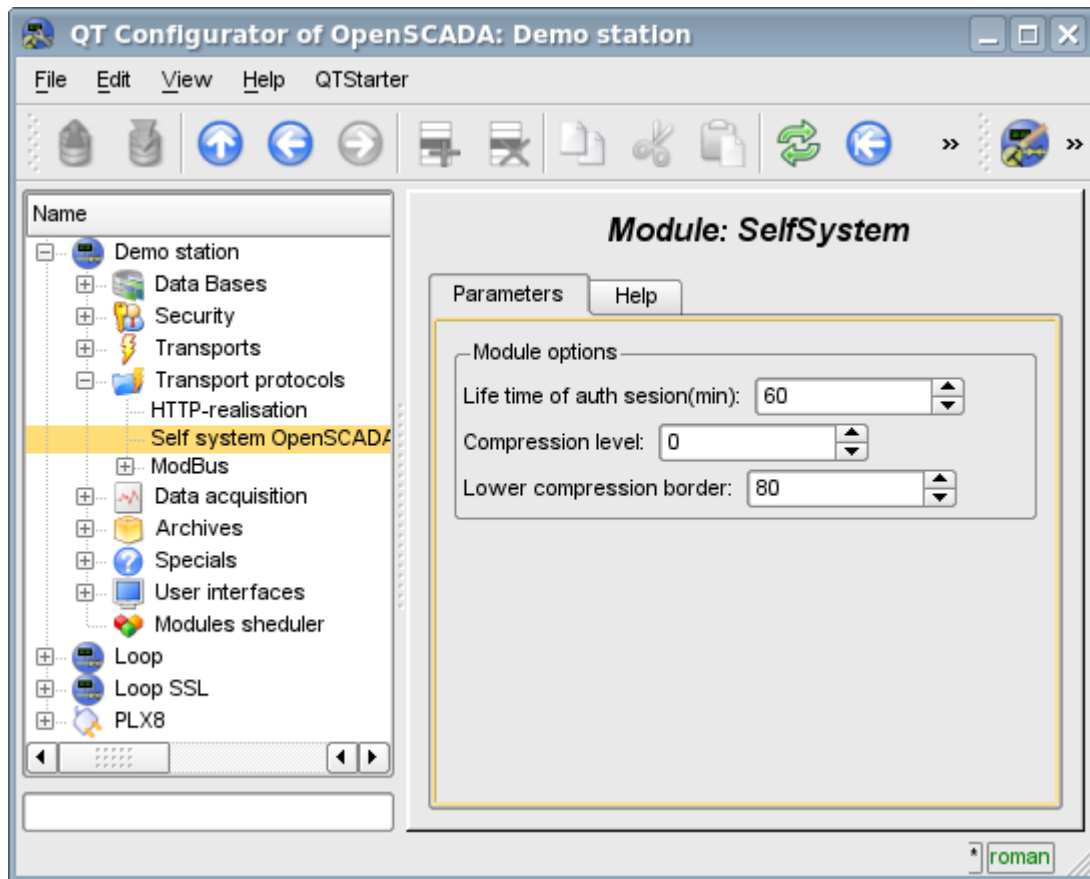 QT Configurator of OpenSCADA: Demo station
File Edit View Help QTStarter
» »
Name
Demo station
Data Bases
Security
Transports
Transport protocols
HTTP-realisation
Self system OpenSCADA
ModBus
Data acquisition
Archives
Specials
User interfaces
Modules sheduler
Loop
Loop SSL
PLX8
Module: SelfSystem
Parameters Help
Module options
Life time of auth sesion(min): 60
Compression level: 0
Lower compression border: 80
* roman